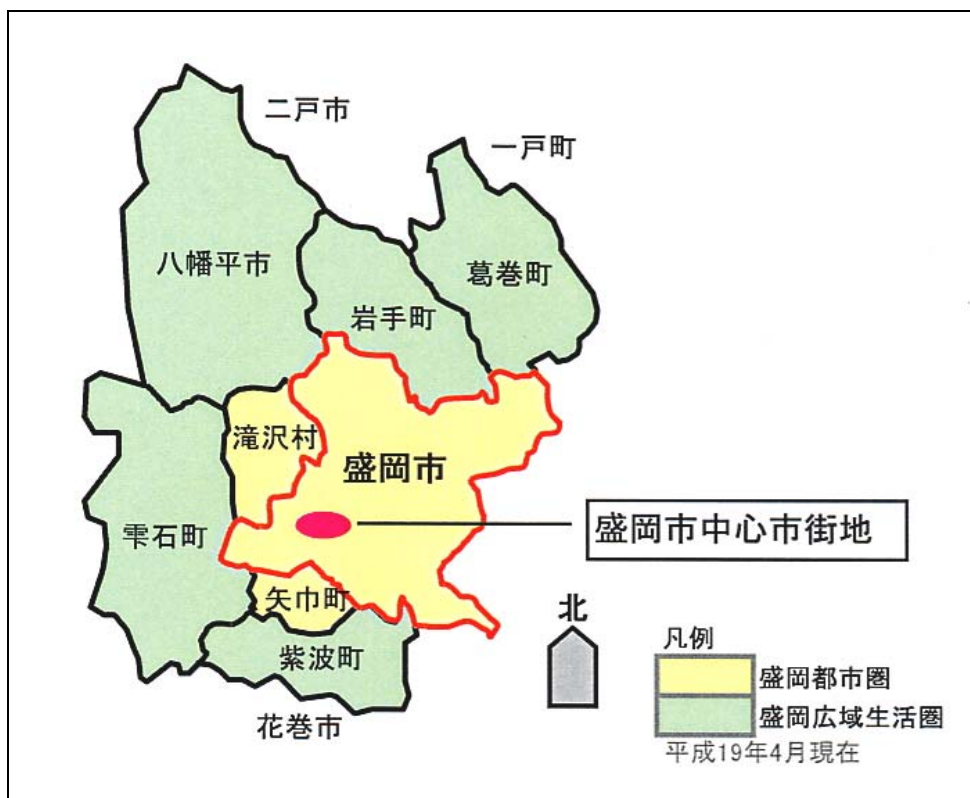 二戸市
一戸町
八幡平市
葛巻町
岩手町
滝沢村
盛岡市
雫石町
盛岡市中心市街地
矢巾町
北
紫波町
花巻市
凡例
盛岡都市圏
盛岡広域生活圏
平成19年4月現在